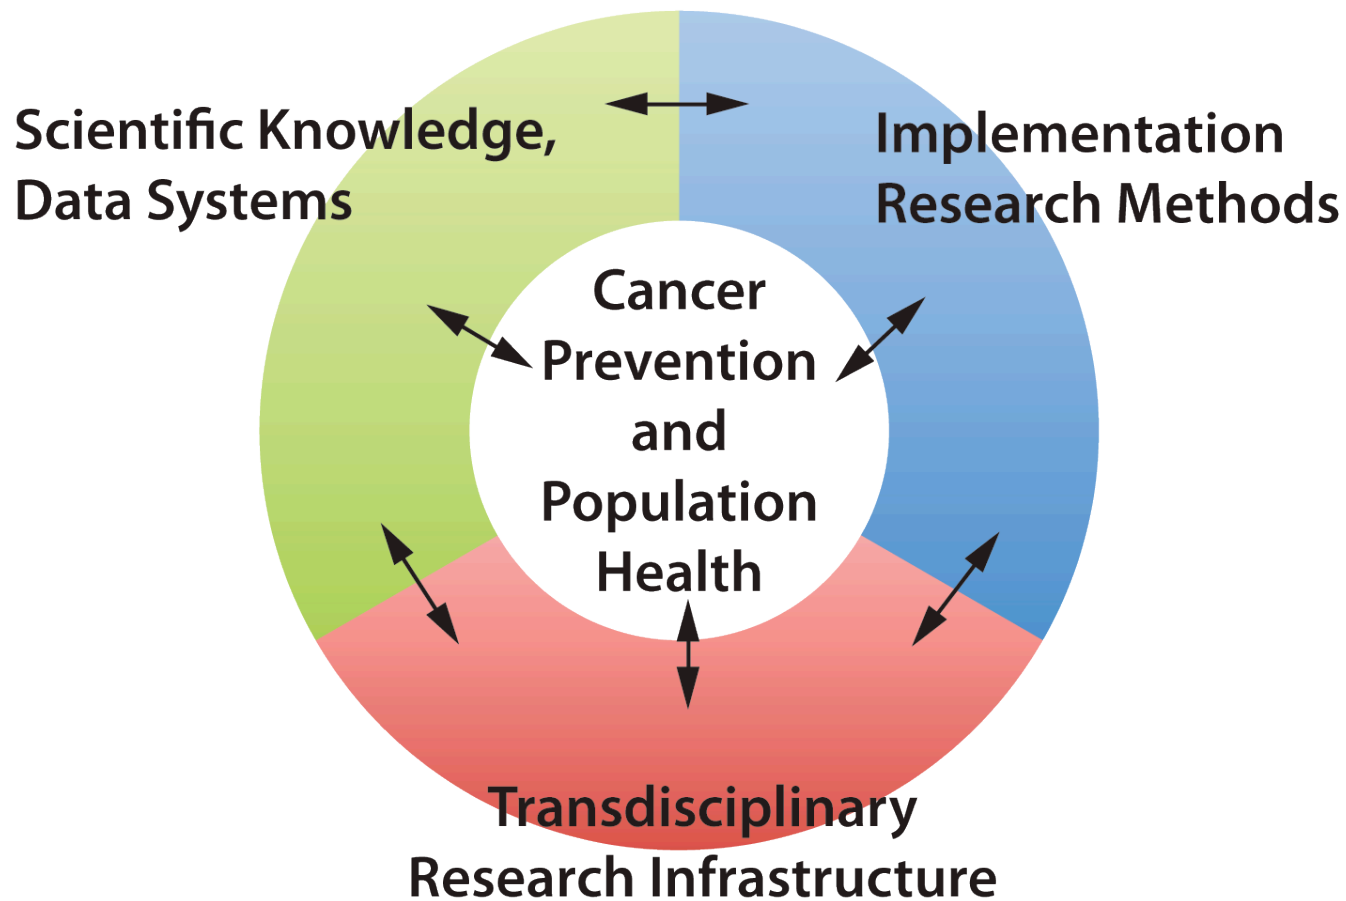 Scientific Knowledge,
Data Systems
Implementation
Research Methods
Cancer
Prevention
and
Population
Health
Transdisciplinary
Research Infrastructure